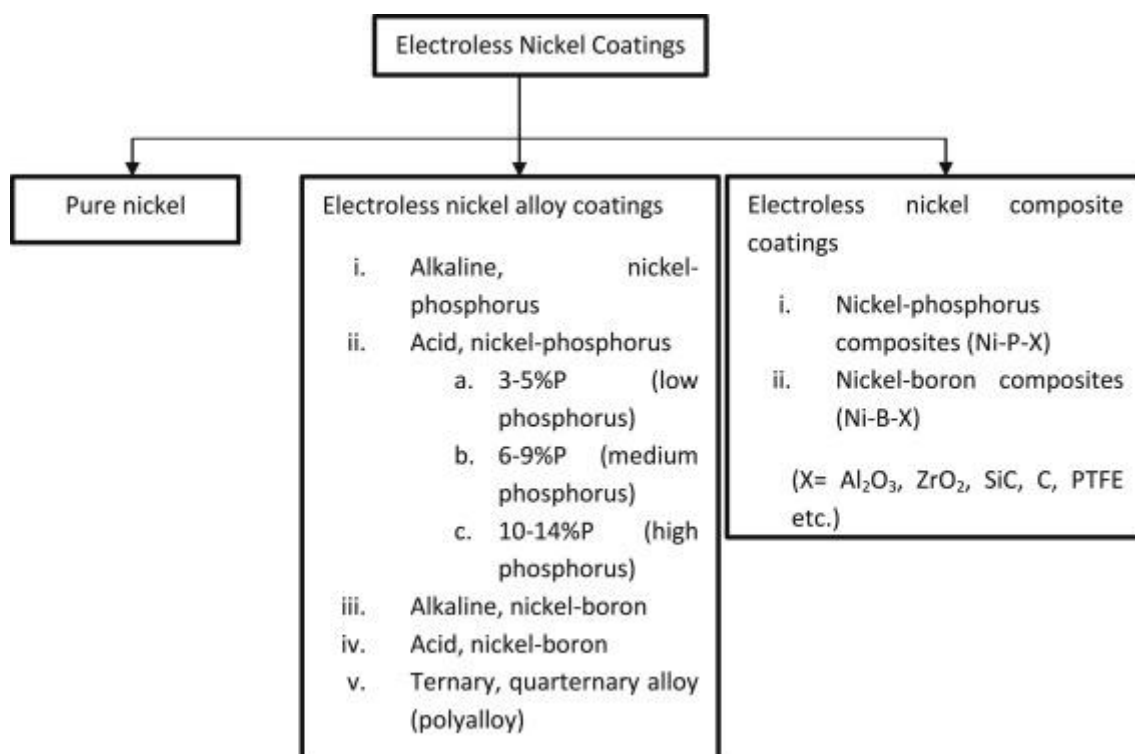 Electroless Nickel Coatings
Pure nickel
Electroless nickel alloy coatings
i. Alkaline, nickel-
phosphorus
ii. Acid, nickel-phosphorus
a. 3-5%P (low
phosphorus)
b. 6-9%P (medium
phosphorus)
c. 10-14%P (high
phosphorus)
iii. Alkaline, nickel-boron
iv. Acid, nickel-boron
v. Ternary, quarternary alloy
(polyalloy)
Electroless nickel composite
coatings
i. Nickel-phosphorus
composites (Ni-P-X)
ii. Nickel-boron composites
(Ni-B-X)
(X= Al₂O₃, ZrO₂, SiC, C, PTFE
etc.)